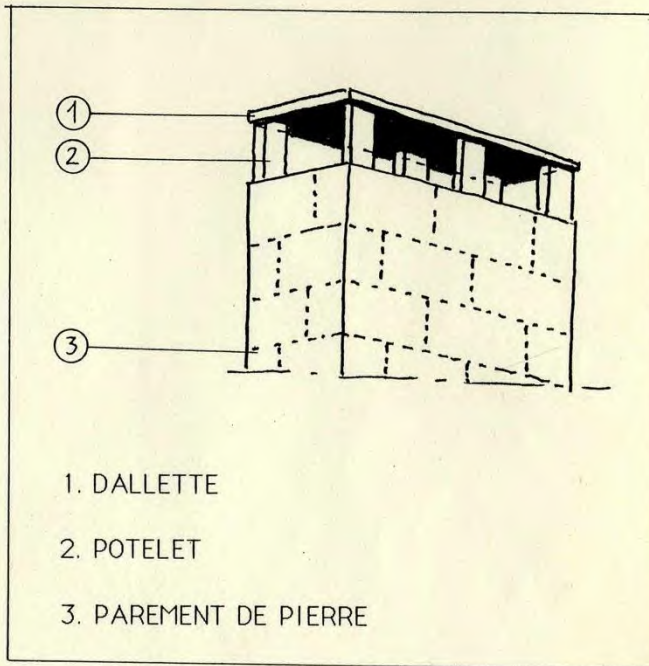 1
2
3
1. DALLETTE
2. POTELET
3. PAREMENT DE PIERRE